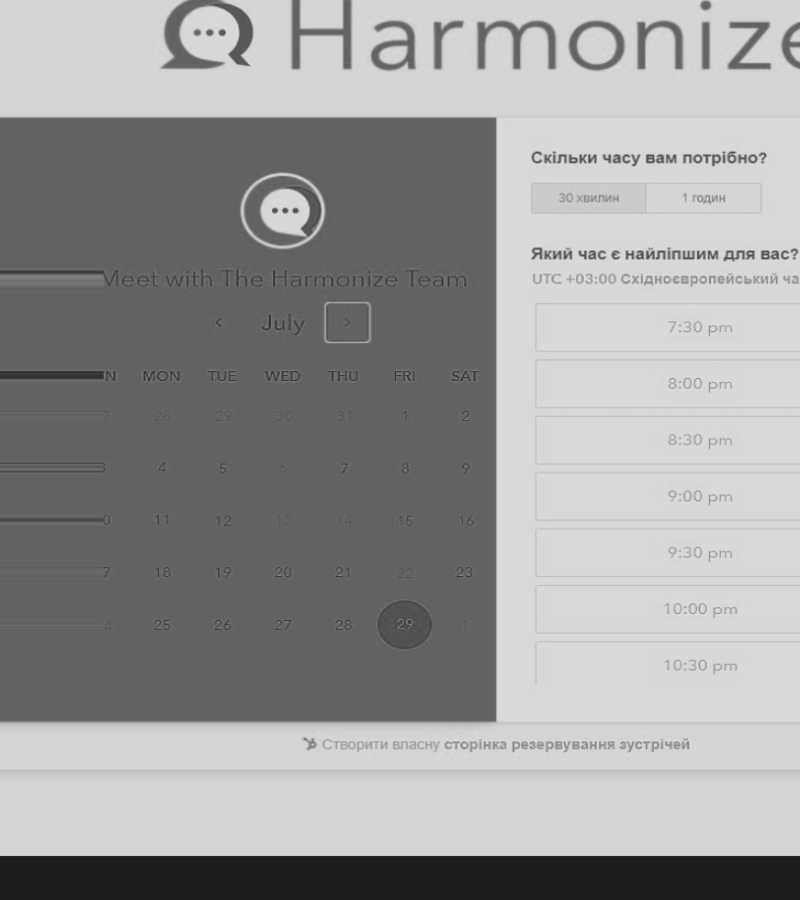 Harmonize
Meet with The Harmonize Team
< July >
N MON TUE WED THU FRI SAT
7 28 29 30 31 1 2
3 4 5 6 7 8 9
0 11 12 13 14 15 16
7 18 19 20 21 22 23
4 25 26 27 28 29 1
Скільки часу вам потрібно?
30 хвилин 1 годин
Який час є найліпшим для вас?
UTC +03:00 Східноєвропейський ча
7:30 pm
8:00 pm
8:30 pm
9:00 pm
9:30 pm
10:00 pm
10:30 pm
Створити власну сторінка резервування зустрічей